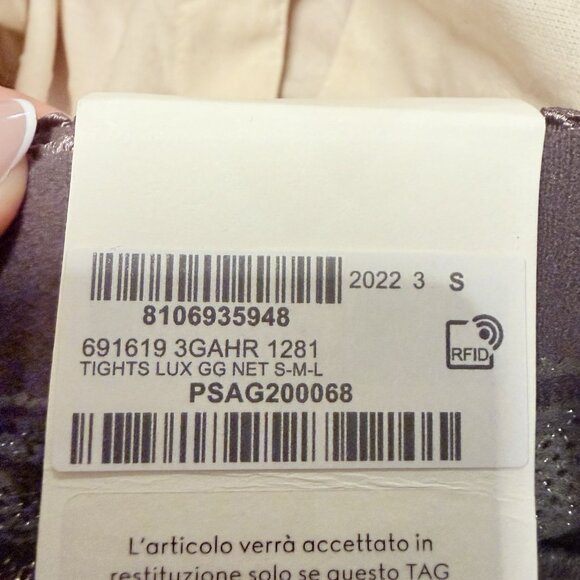 2022 3 S
8106935948
691619 3GAHR 1281
RFID
TIGHTS LUX GG NET S-M-L
PSAG200068
L'articolo verrà accettato in
restituzione solo se questo TAG